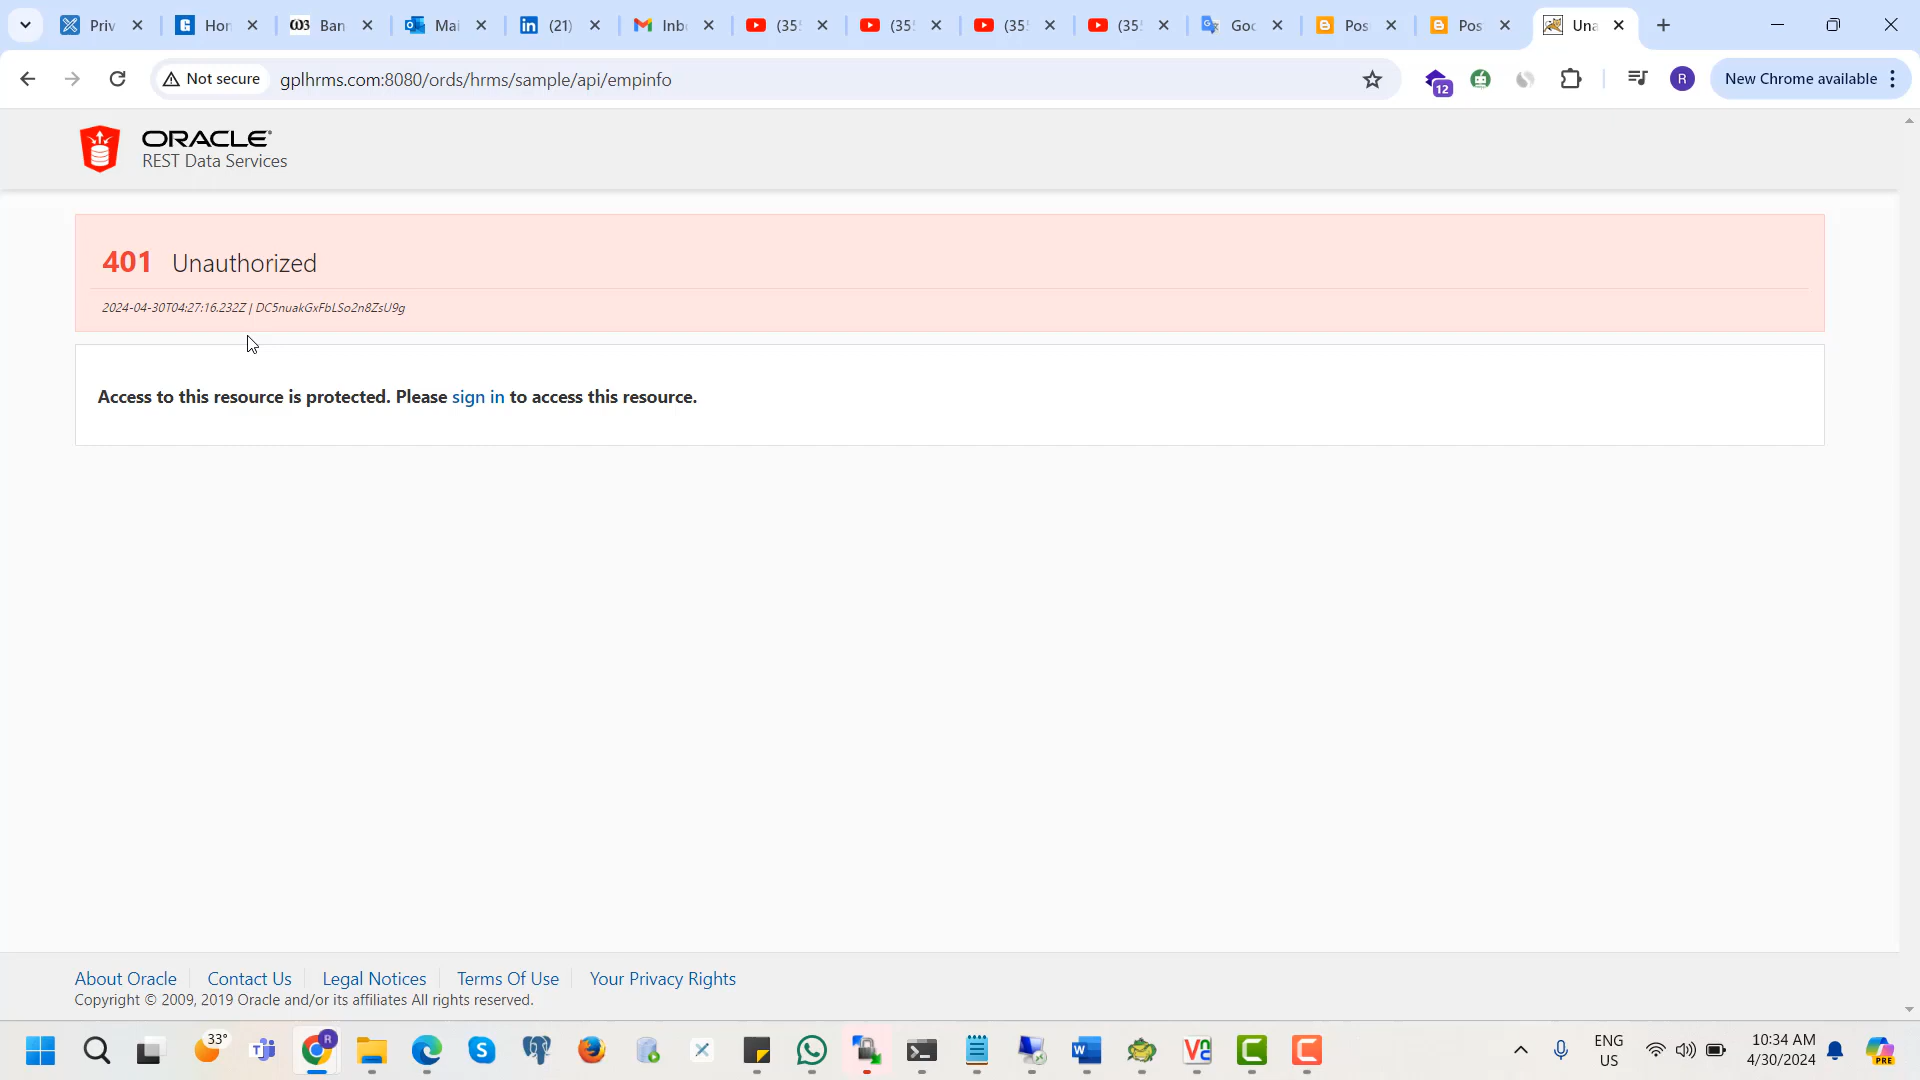 Priv
Hor
Ban
Mai
(21)
Inb
(35
(35
(35
(35
Goc
Pos
Pos
Una
Not secure
gplhrms.com:8080/ords/hrms/sample/api/empinfo
12
R
New Chrome available
ORACLE®
REST Data Services
401 Unauthorized
2024-04-30T04:27:16.232Z | DC5nuakGxFbLSo2n8ZsU9g
Access to this resource is protected. Please sign in to access this resource.
About Oracle
Contact Us
Legal Notices
Terms Of Use
Your Privacy Rights
Copyright © 2009, 2019 Oracle and/or its affiliates All rights reserved.
33°
R
ENG
US
10:34 AM
4/30/2024
PRE